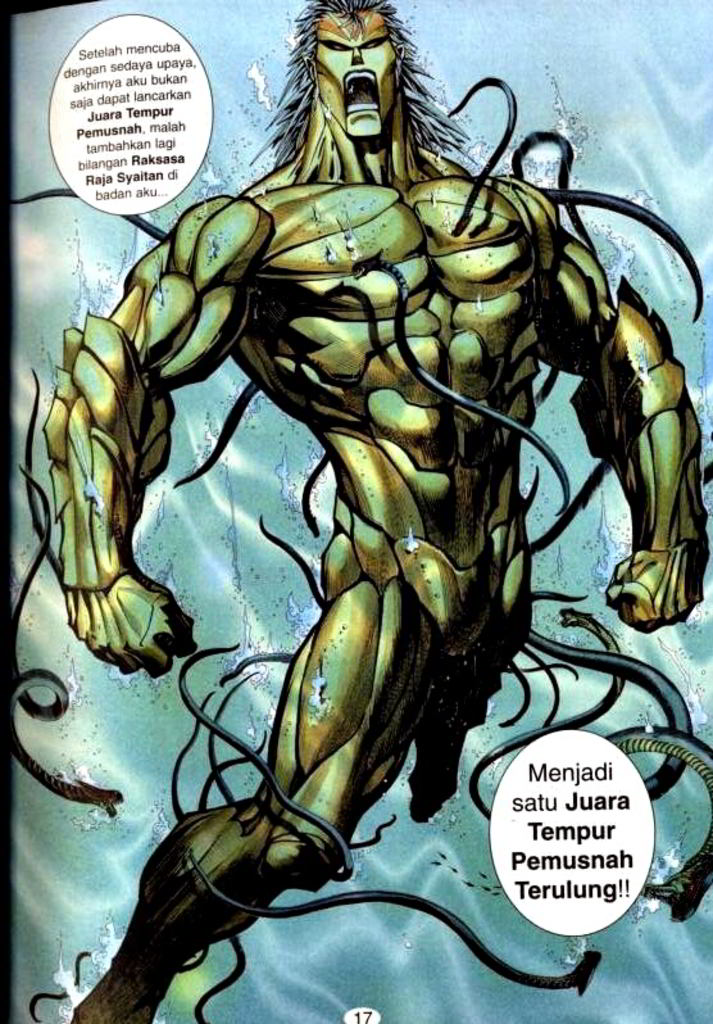 Setelah mencuba
dengan sedaya upaya,
akhirnya aku bukan
saja dapat lancarkan
Juara Tempur
Pemusnah, malah
tambahkan lagi
bilangan Raksasa
Raja Syaitan di
badan aku...
Menjadi
satu Juara
Tempur
Pemusnah
Terulung!!
17